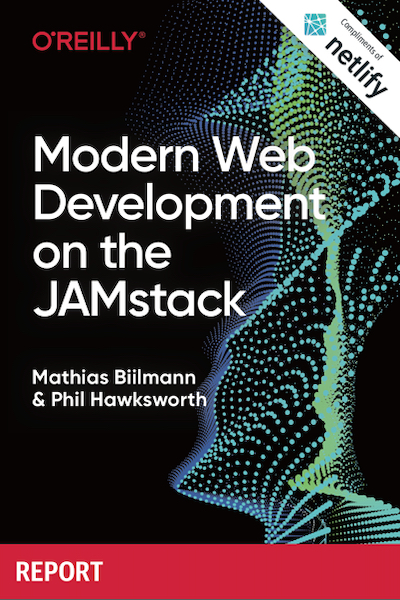 O'REILLY®
Compliments of
netlify
Modern Web
Development
on the
JAMstack
Mathias Biilmann
& Phil Hawksworth
REPORT